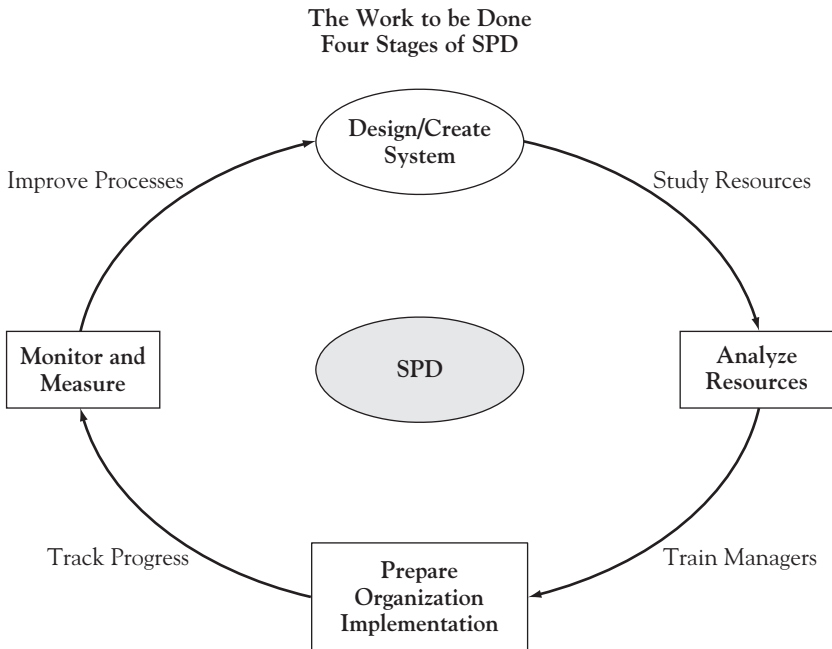 The Work to be Done
Four Stages of SPD
Design/Create
System
Improve Processes
Study Resources
Monitor and
Measure
SPD
Analyze
Resources
Track Progress
Train Managers
Prepare
Organization
Implementation